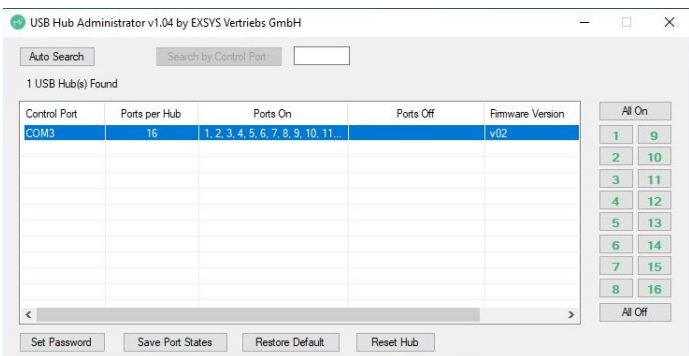 USB Hub Administrator v1.04 by EXSYS Vertriebs GmbH
Auto Search Search by Control Port:
1 USB Hub(s) Found
Control Port Ports per Hub Ports On Ports Off Firmware Version
COM3 16 1, 2, 3, 4, 5, 6, 7, 8, 9, 10, 11... v02
All On
1 9
2 10
3 11
4 12
5 13
6 14
7 15
8 16
All Off
Set Password Save Port States Restore Default Reset Hub